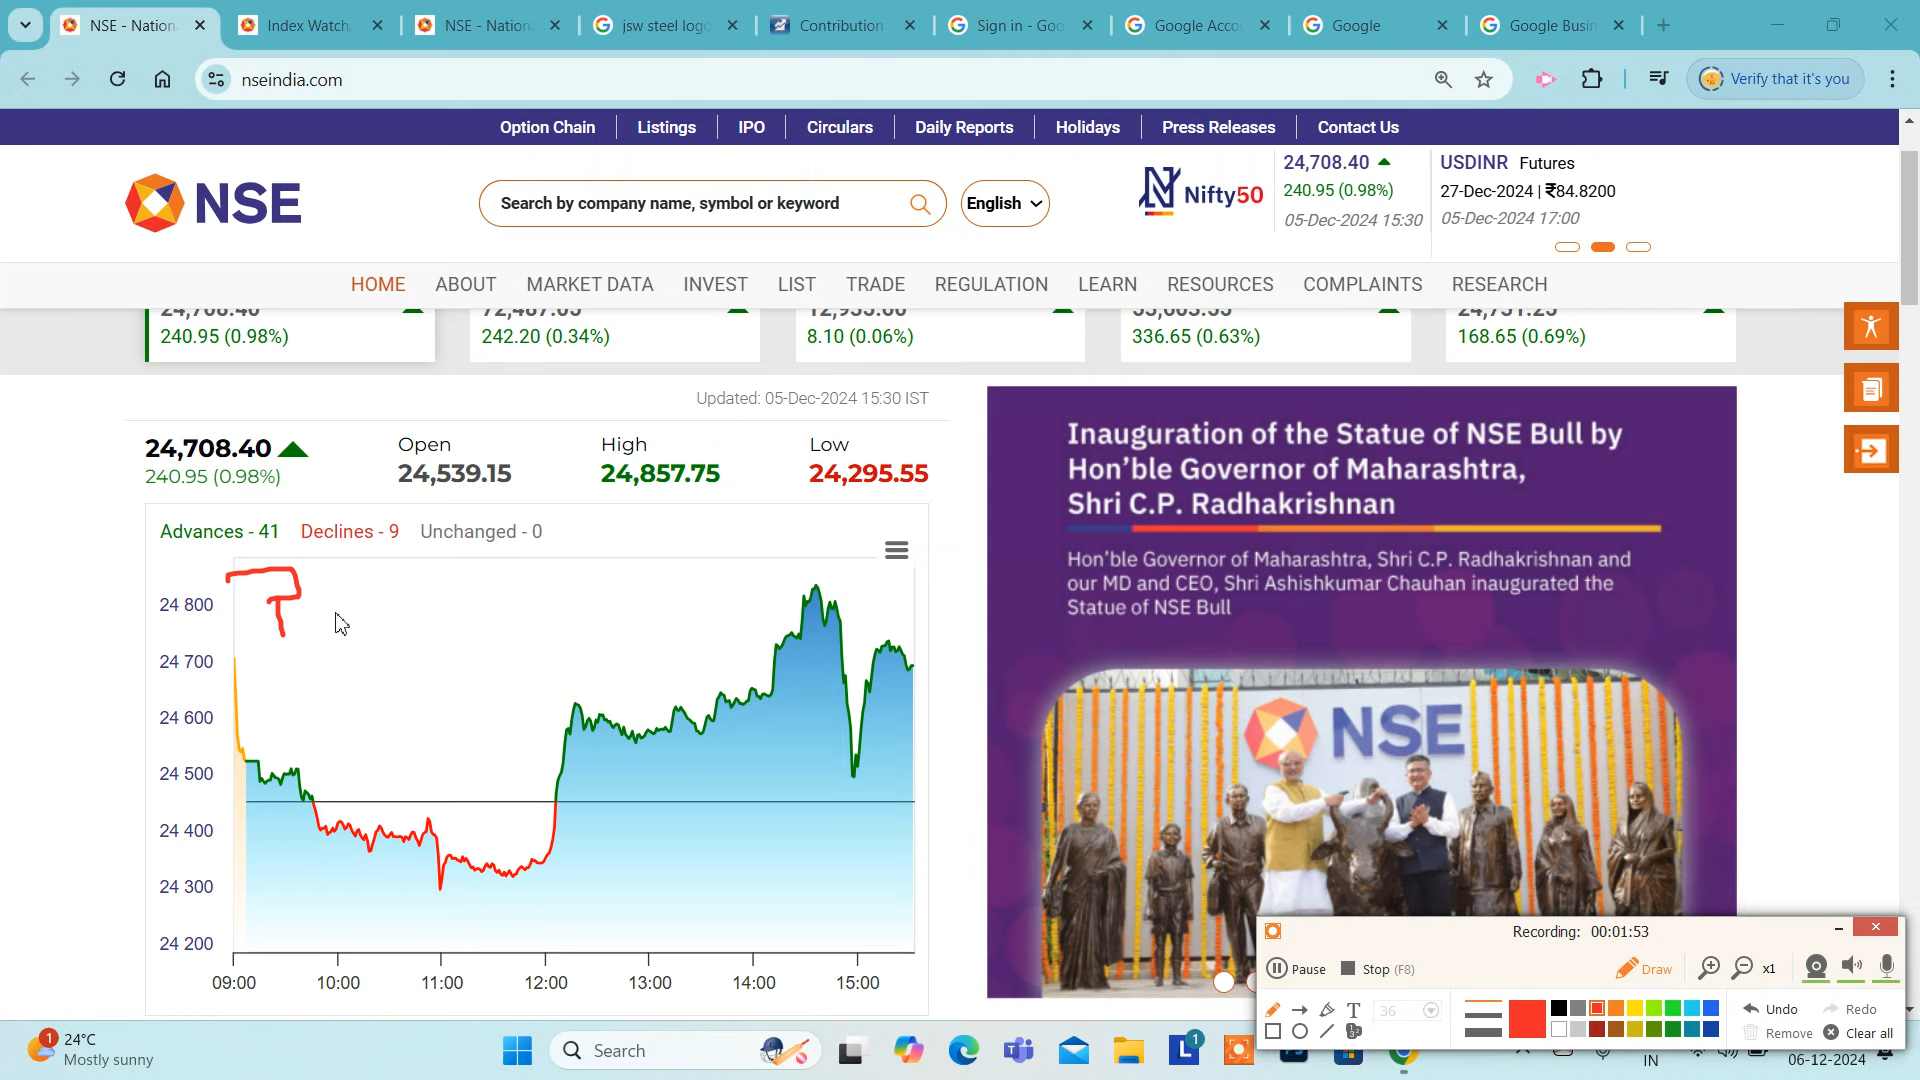 NSE - Nation
Index Watch
NSE - Nation
jsw steel logo
Contribution
Sign in - Goo
Google Acco
Google
Google Busin
nseindia.com
Verify that it's you
Option Chain
Listings
IPO
Circulars
Daily Reports
Holidays
Press Releases
Contact Us
NSE
Search by company name, symbol or keyword
English
Nifty50
24,708.40
240.95 (0.98%)
05-Dec-2024 15:30
USDINR Futures
27-Dec-2024 | ₹84.8200
05-Dec-2024 17:00
HOME ABOUT MARKET DATA INVEST LIST TRADE REGULATION LEARN RESOURCES COMPLAINTS RESEARCH
240.95 (0.98%)
242.20 (0.34%)
8.10 (0.06%)
336.65 (0.63%)
168.65 (0.69%)
Updated: 05-Dec-2024 15:30 IST
24,708.40
240.95 (0.98%)
Open
24,539.15
High
24,857.75
Low
24,295.55
Advances - 41 Declines - 9 Unchanged - 0
24 800
24 700
24 600
24 500
24 400
24 300
24 200
09:00 10:00 11:00 12:00 13:00 14:00 15:00
Inauguration of the Statue of NSE Bull by
Hon'ble Governor of Maharashtra,
Shri C.P. Radhakrishnan
Hon'ble Governor of Maharashtra, Shri C.P. Radhakrishnan and
our MD and CEO, Shri Ashishkumar Chauhan inaugurated the
Statue of NSE Bull
NSE
Recording: 00:01:53
Pause
Stop (F8)
Draw
x1
T
36
Undo
Redo
Remove
Clear all
1
24°C
Mostly sunny
Search
L
1
IN
06-12-2024